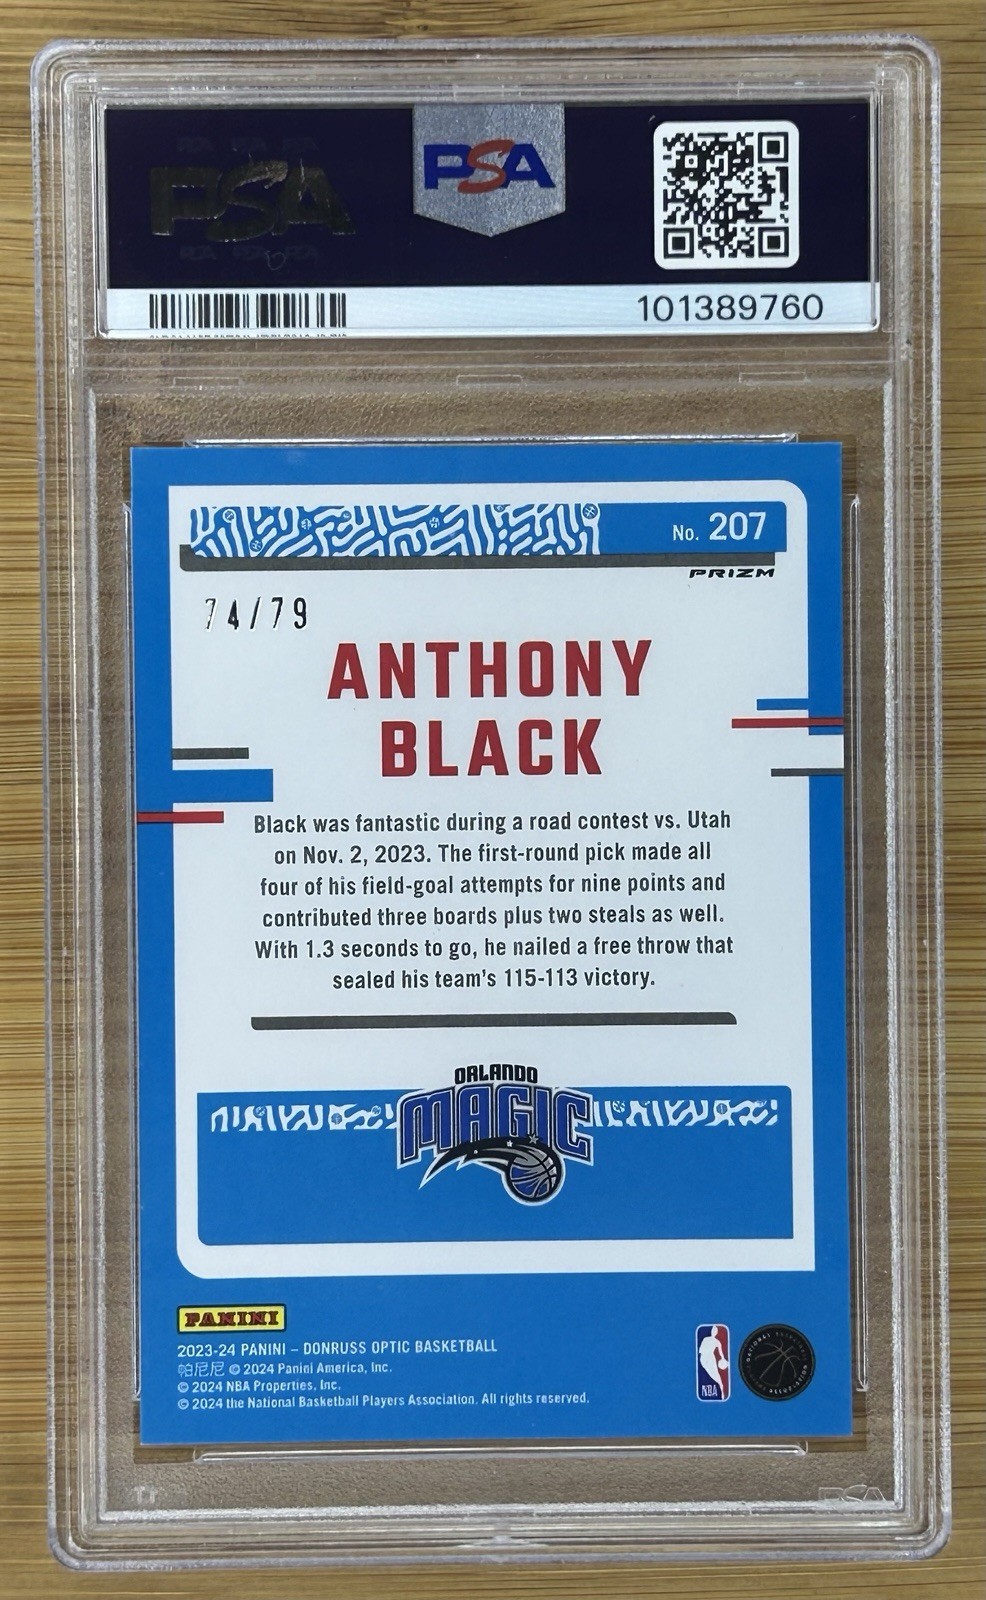 PSA
PSA
101389760
No. 207
PRIZM
74/79
ANTHONY
BLACK
Black was fantastic during a road contest vs. Utah
on Nov. 2, 2023. The first-round pick made all
four of his field-goal attempts for nine points and
contributed three boards plus two steals as well.
With 1.3 seconds to go, he nailed a free throw that
sealed his team's 115-113 victory.
ORLANDO
MAGIC
PANINI
2023-24 PANINI – DONRUSS OPTIC BASKETBALL
帕尼尼 © 2024 Panini America, Inc.
© 2024 NBA Properties, Inc.
© 2024 the National Basketball Players Association. All rights reserved.
NBA
PSA